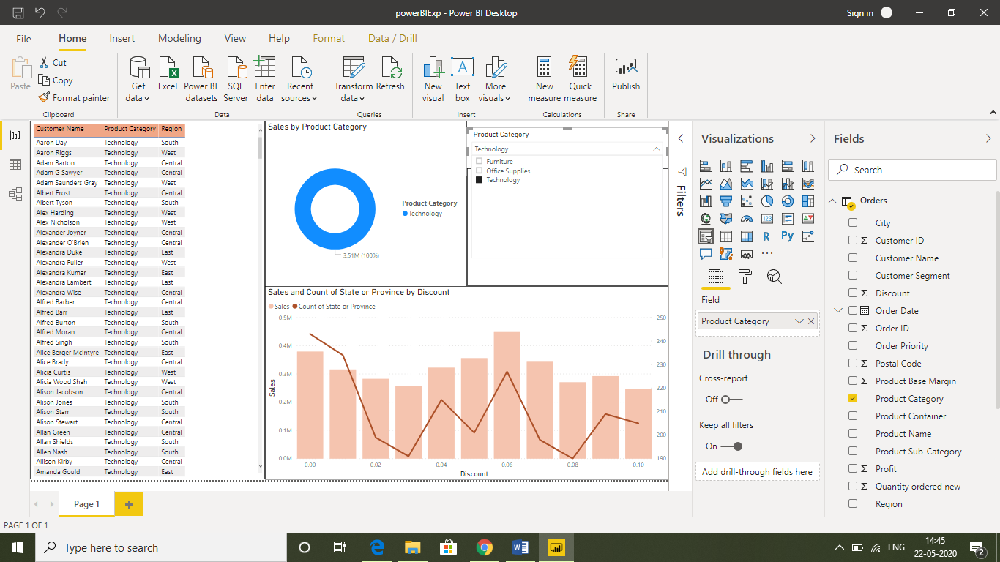 powerBIExp - Power BI Desktop
Sign in
File
Home
Insert
Modeling
View
Help
Format
Data / Drill
Paste
Cut
Copy
Format painter
Clipboard
Get data
Excel
Power BI datasets
SQL Server
Enter data
Recent sources
Data
Transform data
Refresh
Queries
New visual
Text box
More visuals
Insert
New measure
Quick measure
Calculations
Publish
Share
Customer Name Product Category Region
Aaron Day Technology South
Aaron Riggs Technology West
Adam Barton Technology Central
Adam G Sawyer Technology Central
Adam Saunders Gray Technology West
Albert Frost Technology Central
Albert Tyson Technology South
Alex Harding Technology West
Alex Nicholson Technology West
Alexander Joyner Technology Central
Alexander O'Brien Technology Central
Alexandra Duke Technology East
Alexandra Fuller Technology West
Alexandra Kumar Technology East
Alexandra Lambert Technology East
Alexandra Wise Technology Central
Alfred Barber Technology Central
Alfred Barr Technology East
Alfred Burton Technology South
Alfred Moran Technology Central
Alfred Singh Technology South
Alice Berger McIntyre Technology East
Alice Brady Technology Central
Alicia Curtis Technology West
Alicia Wood Shah Technology West
Alison Jacobson Technology Central
Alison Jones Technology South
Alison Starr Technology South
Alison Stewart Technology Central
Allan Green Technology Central
Allan Shields Technology South
Allen Nash Technology South
Allison Kirby Technology Central
Amanda Gould Technology East
Sales by Product Category
Product Category
Technology
3.51M (100%)
Product Category
Technology
Furniture
Office Supplies
Technology
Sales and Count of State or Province by Discount
Sales Count of State or Province
0.5M
0.4M
0.3M
0.2M
0.1M
0.0M
Sales
250
240
230
220
210
200
190
0.00 0.02 0.04 0.06 0.08 0.10
Discount
Filters
Visualizations
123
R
Py
Field
Product Category
Drill through
Cross-report
Off
Keep all filters
On
Add drill-through fields here
Fields
Search
Orders
City
Σ Customer ID
Customer Name
Customer Segment
Σ Discount
Order Date
Σ Order ID
Order Priority
Σ Postal Code
Σ Product Base Margin
Product Category
Product Container
Product Name
Product Sub-Category
Σ Profit
Σ Quantity ordered new
Region
Page 1
PAGE 1 OF 1
Type here to search
ENG
14:45
22-05-2020
2